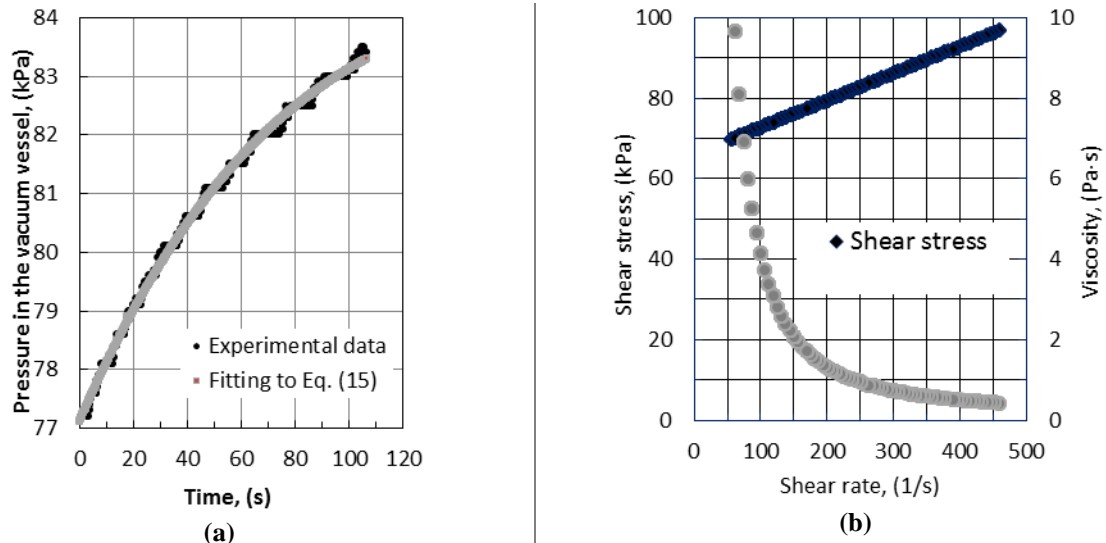 Pressure in the vacuum vessel, (kPa)
84
83
82
81
80
79
78
77
• Experimental data
▪ Fitting to Eq. (15)
0 20 40 60 80 100 120
Time, (s)
(a)
Shear stress, (kPa)
100
80
60
40
20
0
◆ Shear stress
10
8
6
4
2
0
Viscosity, (Pa·s)
0 100 200 300 400 500
Shear rate, (1/s)
(b)